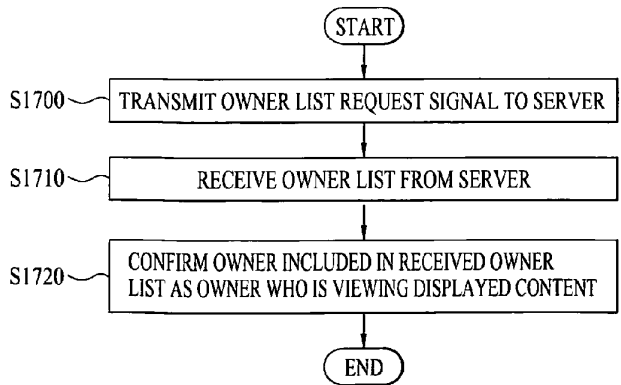 START
S1700
TRANSMIT OWNER LIST REQUEST SIGNAL TO SERVER
S1710
RECEIVE OWNER LIST FROM SERVER
S1720
CONFIRM OWNER INCLUDED IN RECEIVED OWNER
LIST AS OWNER WHO IS VIEWING DISPLAYED CONTENT
END